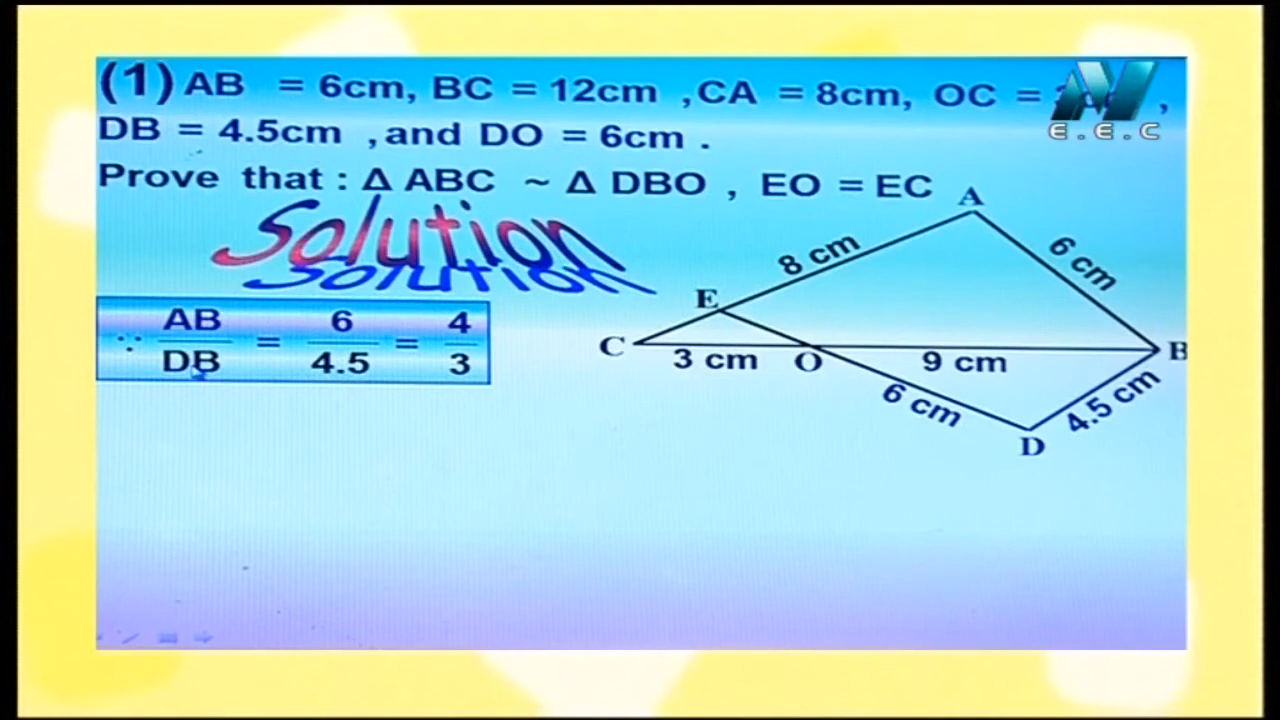 (1) AB = 6cm, BC = 12cm , CA = 8cm, OC = ,
DB = 4.5cm , and DO = 6cm .
Prove that : Δ ABC ~ Δ DBO , EO = EC
E.E.C
Solution
∵ AB/DB = 6/4.5 = 4/3
A
8 cm
6 cm
E
C
3 cm
O
9 cm
B
6 cm
4.5 cm
D